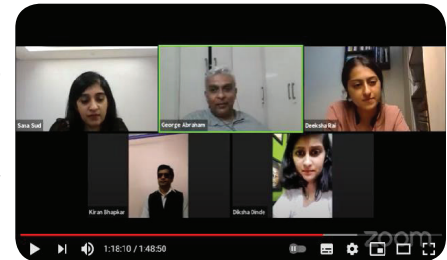 Sana Sud
George Abraham
Deeksha Rai
Kiran Bhapkar
Diksha Dinde
zoom
1:18:10 / 1:48:50